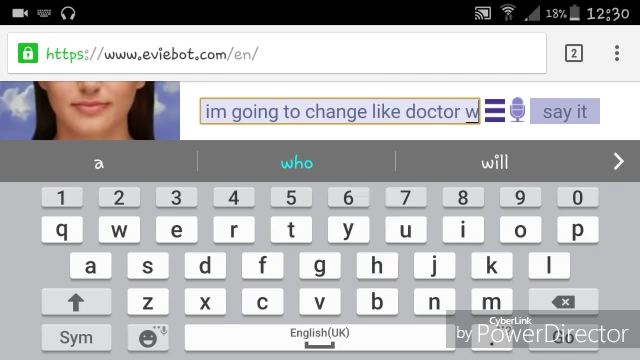 18% 12:30
https://www.eviebot.com/en/
2
im going to change like doctor w
say it
a who will
1 2 3 4 5 6 7 8 9 0
q w e r t y u i o p
a s d f g h j k l
z x c v b n m
Sym English(UK) . Go
CyberLink
by PowerDirector